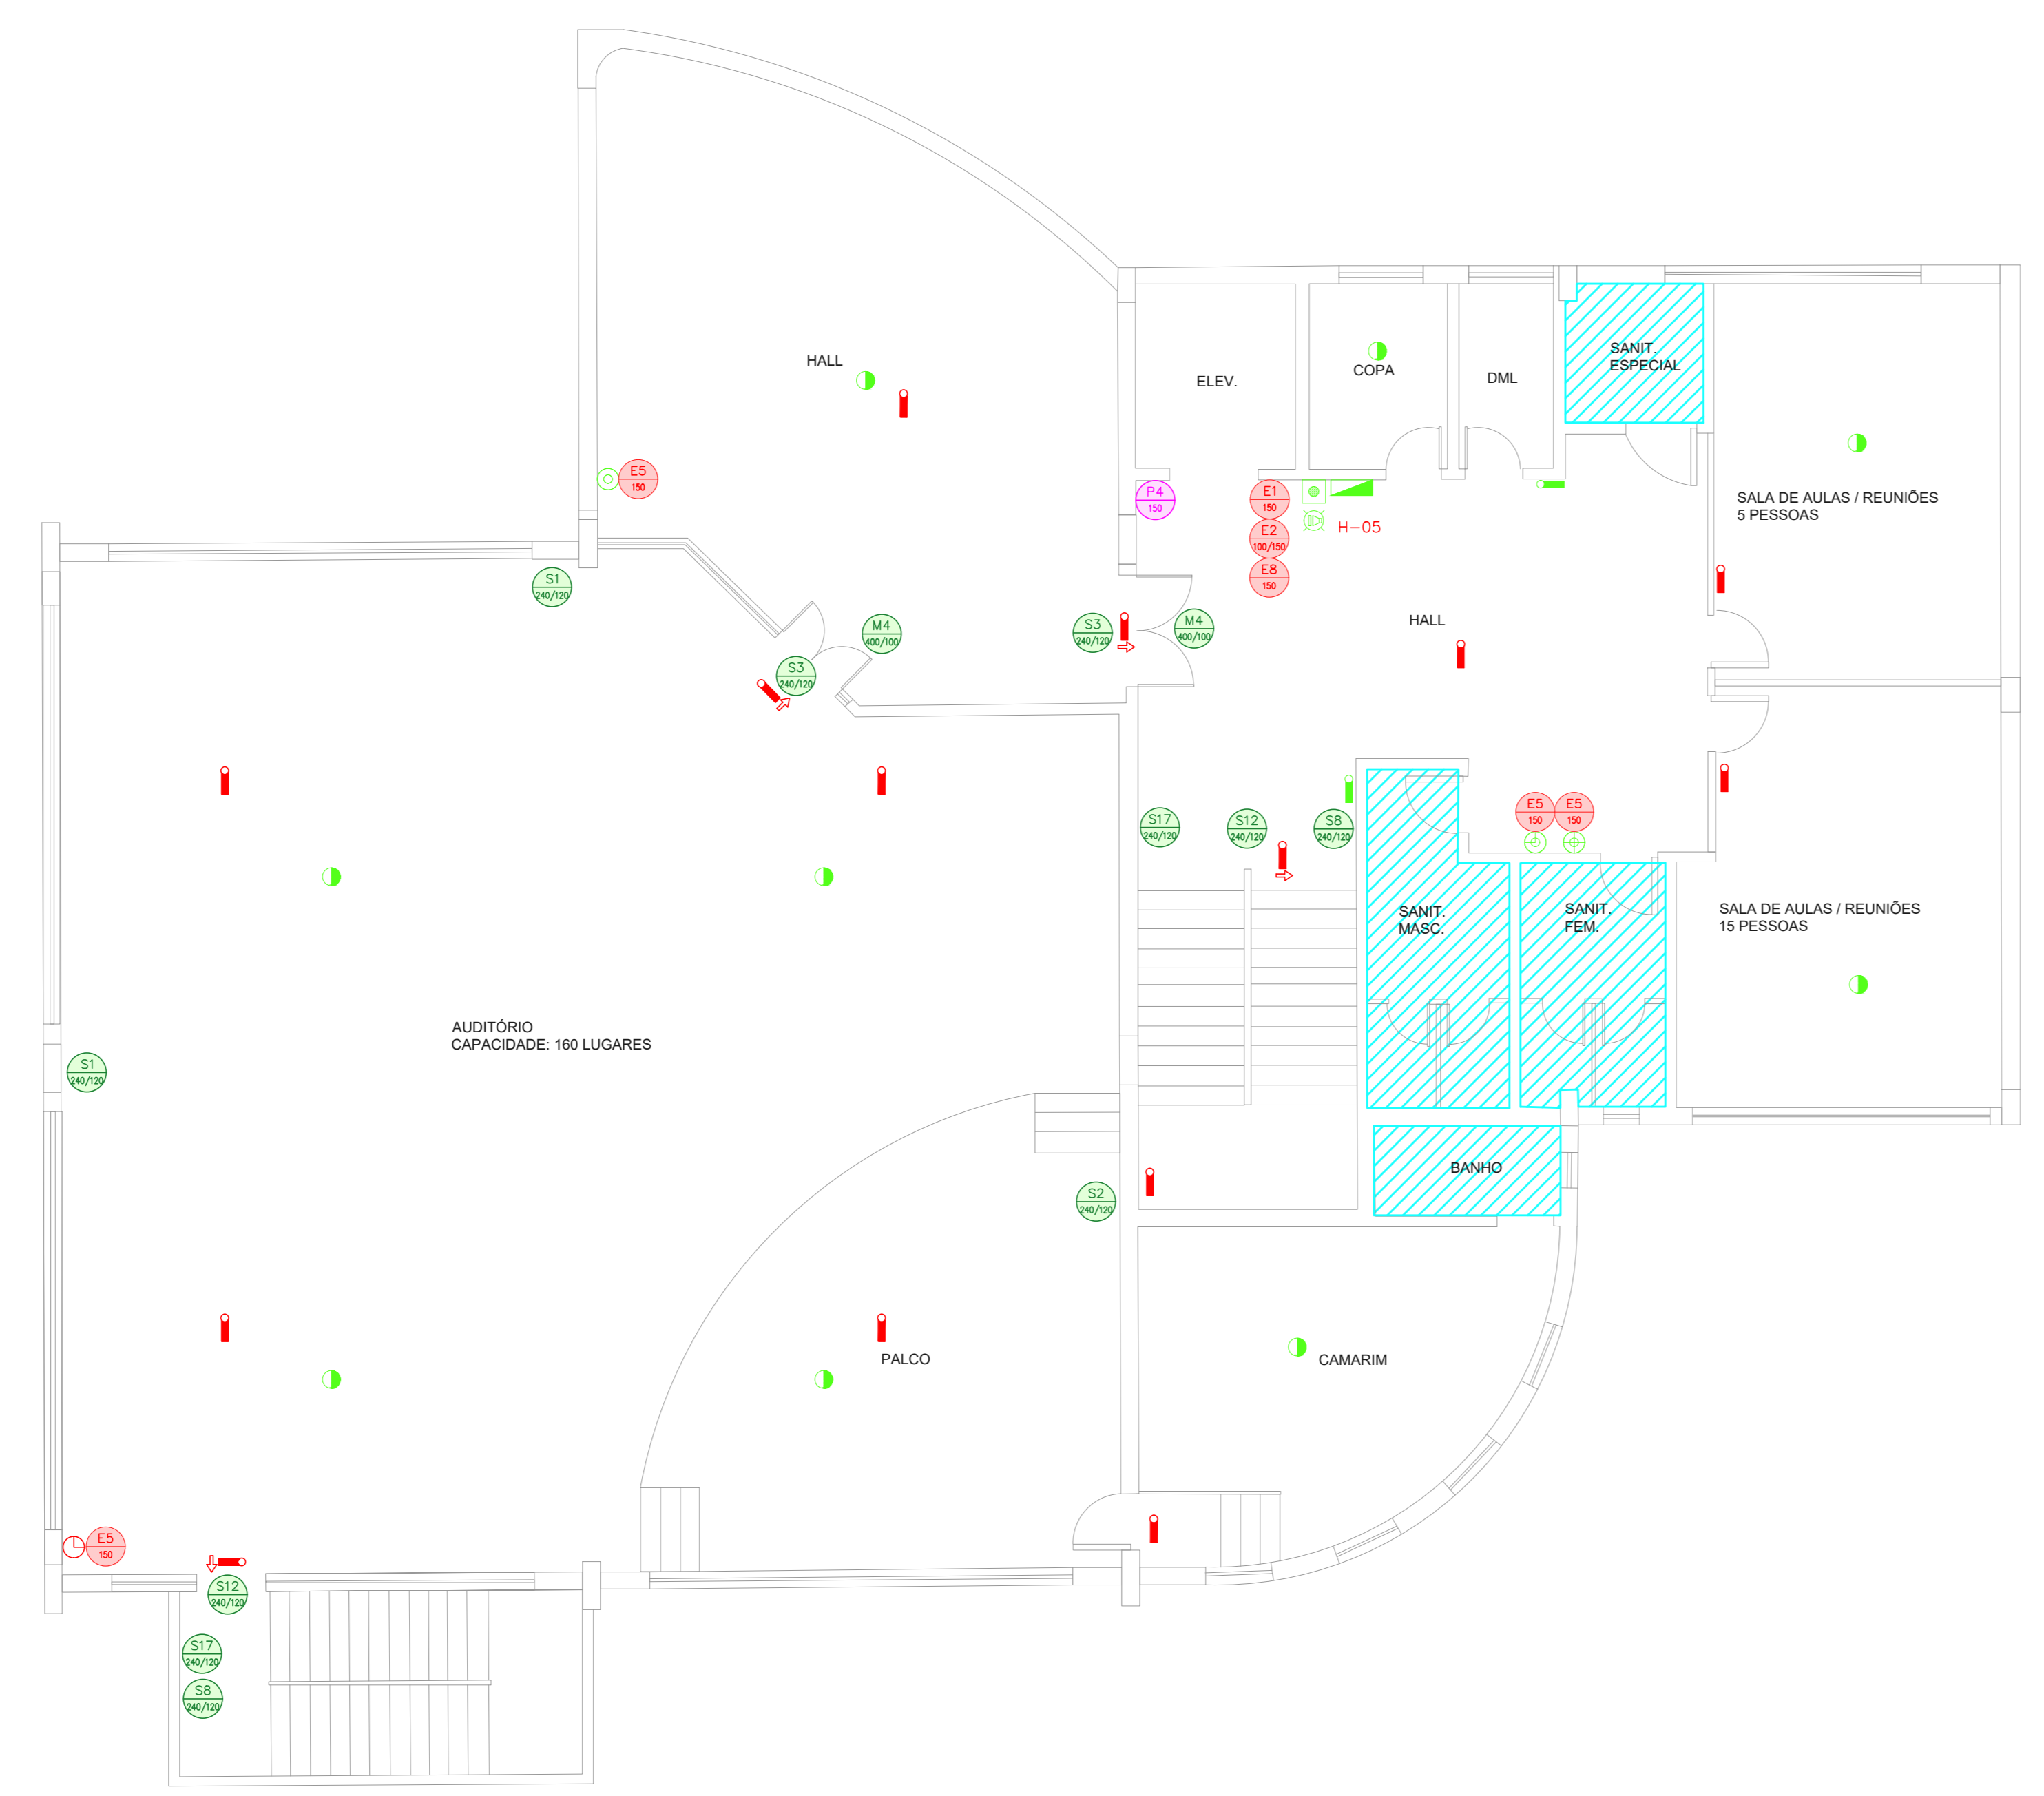 HALL
ELEV.
COPA
DML
SANIT.
ESPECIAL
E5
150
P4
150
E1
150
E2
100/150
E8
150
H-05
SALA DE AULAS / REUNIÕES
5 PESSOAS
S1
240/120
M4
400/100
S3
240/120
S3
240/120
M4
400/100
HALL
S17
240/120
S12
240/120
S8
240/120
E5
150
E5
150
SANIT.
MASC.
SANIT.
FEM.
SALA DE AULAS / REUNIÕES
15 PESSOAS
AUDITÓRIO
CAPACIDADE: 160 LUGARES
S1
240/120
S2
240/120
BANHO
PALCO
CAMARIM
E5
150
S12
240/120
S17
240/120
S8
240/120